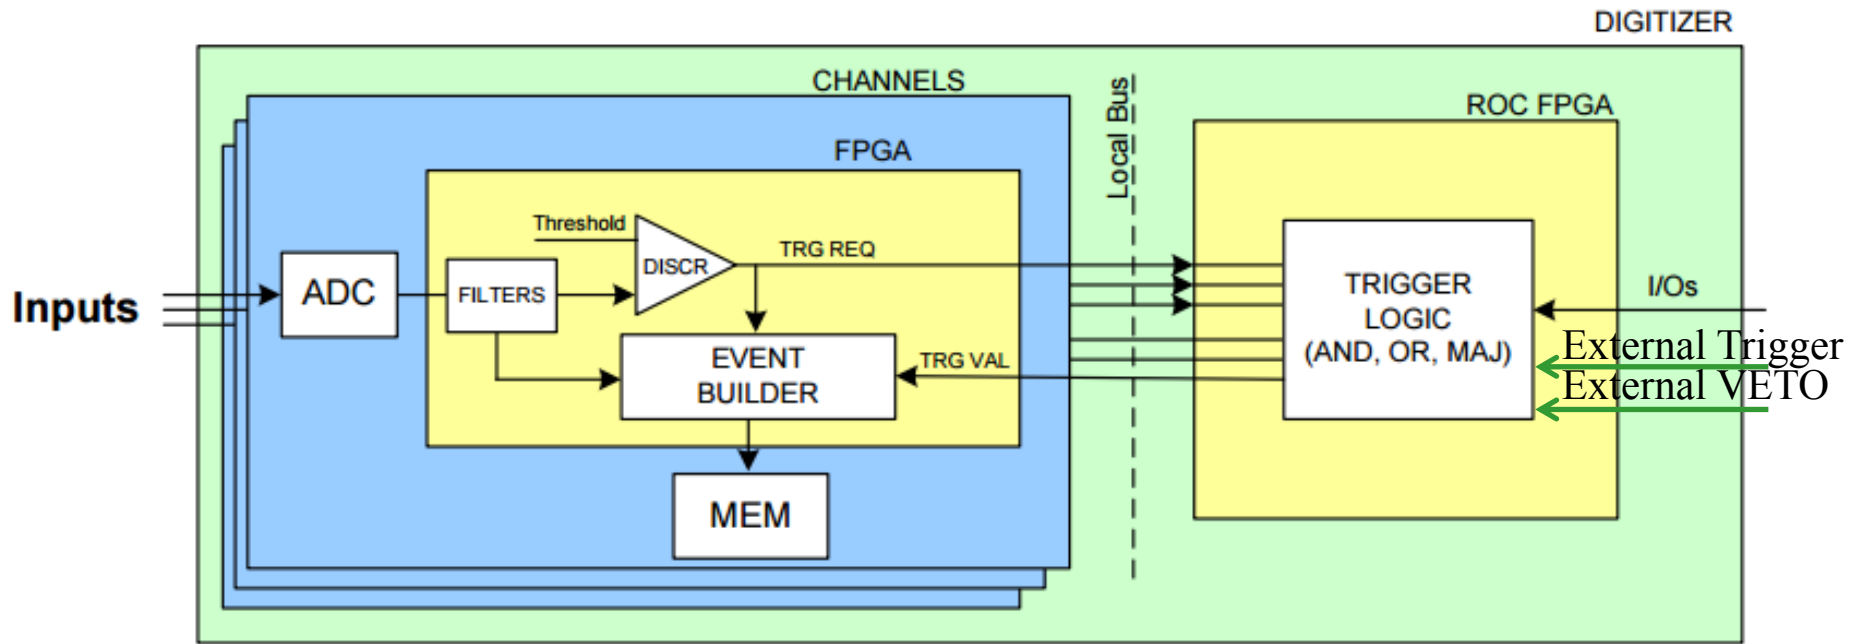 DIGITIZER
CHANNELS
Local Bus
ROC FPGA
FPGA
Threshold
TRG REQ
DISCR
Inputs
ADC
FILTERS
TRIGGER
LOGIC
(AND, OR, MAJ)
I/Os
External Trigger
External VETO
EVENT
BUILDER
TRG VAL
MEM